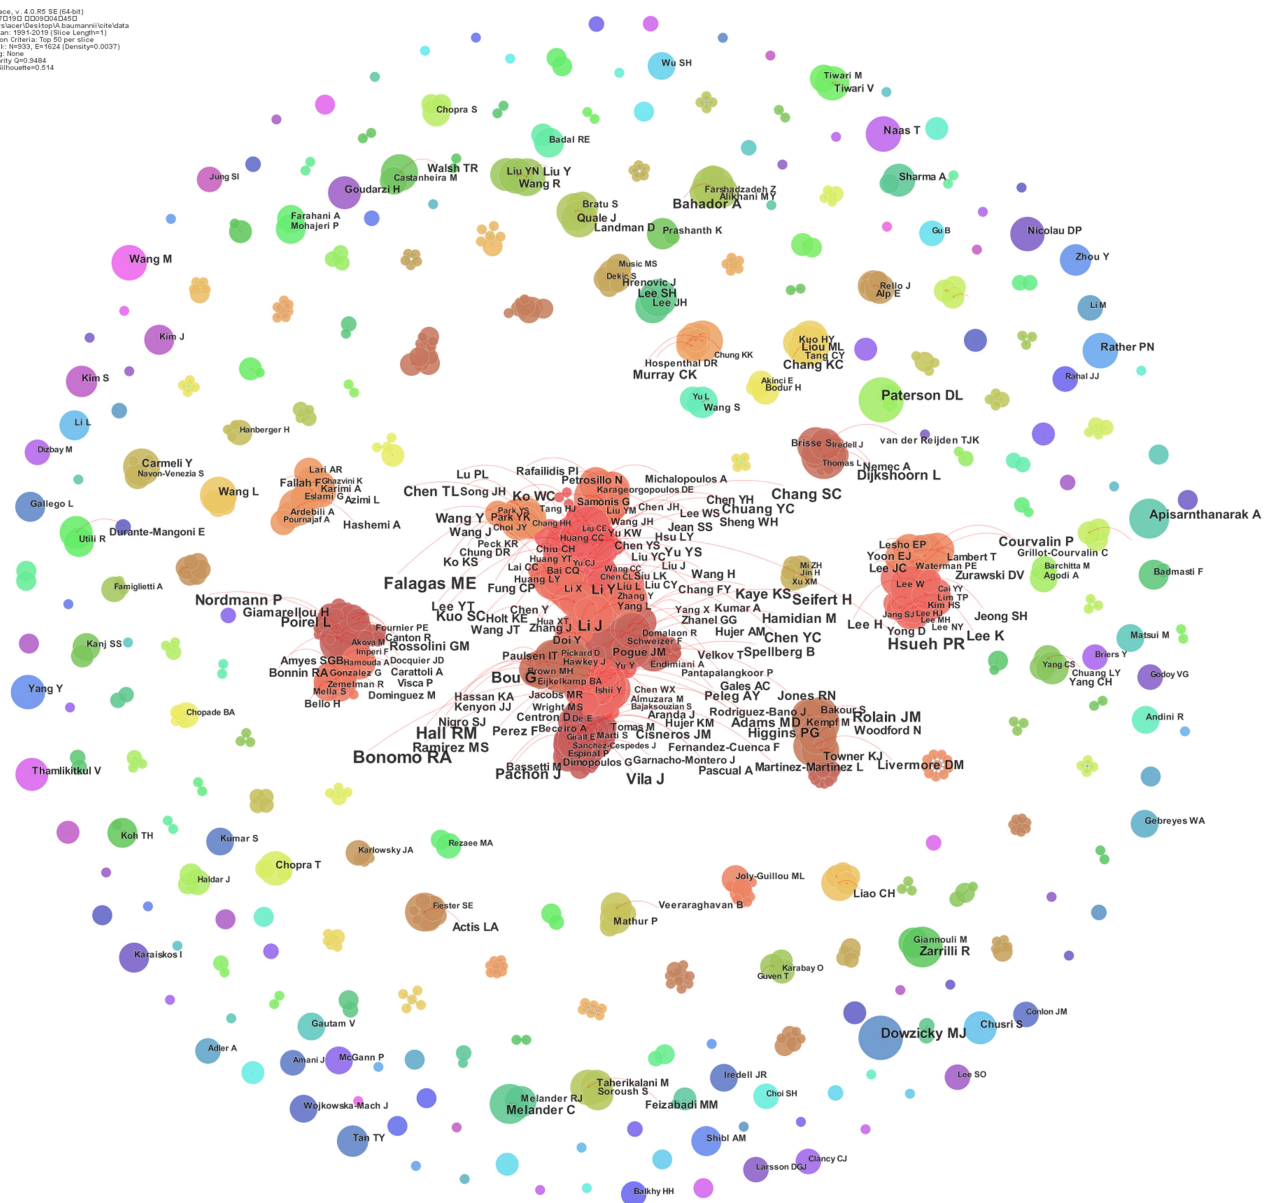 ace, v. 4.0.R5 SE (64-bit)
s\acer\Desktop\A.baumannii\cite\data
an: 1991-2019 (Slice Length=1)
on Criteria: Top 50 per slice
k: N=933, E=1624 (Density=0.0037)
g: None
arity Q=0.9484
Silhouette=0.514
Wu SH
Tiwari M
Tiwari V
Chopra S
Badal RE
Naas T
Walsh TR
Castanheira M
Liu YN
Liu Y
Wang R
Jung SI
Goudarzi H
Farshadzadeh Z
Alikhani MY
Bahador A
Sharma A
Bratu S
Quale J
Landman D
Farahani A
Mohajeri P
Prashanth K
Gu B
Nicolau DP
Wang M
Zhou Y
Music MS
Dekic S
Hrenovic J
Lee SH
Lee JH
Rello J
Alp E
Li M
Kim J
Kuo HY
Liou ML
Tang CY
Chang KC
Chung KK
Hospenthal DR
Murray CK
Rather PN
Kim S
Akinci E
Bodur H
Rahal JJ
Yu L
Wang S
Paterson DL
Li L
Hanberger H
Dizbay M
Brisse S
Iredell J
van der Reijden TJK
Thomas L
Nemec A
Dijkshoorn L
Carmeli Y
Navon-Venezia S
Lari AR
Fallah F
Ghazvini K
Karimi A
Eslami G
Azimi L
Ardebili A
Pournajaf A
Hashemi A
Wang L
Gallego L
Lu PL
Rafailidis PI
Petrosillo N
Michalopoulos A
Karageorgopoulos DE
Chen TL
Song JH
Ko WC
Samonis G
Chang SC
Chen YH
Chuang YC
Park YS
Park YK
Choi JY
Tang HJ
Liu YM
Chen JH
Lee WS
Sheng WH
Wang Y
Wang J
Chang HH
Liu CE
Wang JH
Jean SS
Hsu LY
Durante-Mangoni E
Utili R
Apisarnthanarak A
Peck KR
Chung DR
Ko KS
Huang CC
Yu KW
Chen YS
Chiu CH
Huang YT
Yu CJ
Liu YC
Yu YS
Lai CC
Bai CQ
Wang CC
Chen CL
Siu LK
Liu J
Wang H
Falagas ME
Huang LY
Fung CP
Li X
Li Y
Liu L
Liu CY
Chang FY
Kaye KS
Zhang Y
Yang L
Mi ZH
Jin H
Xu XM
Seifert H
Lesho EP
Yoon EJ
Lee JC
Lambert T
Waterman PE
Courvalin P
Grillot-Courvalin C
Zurawski DV
Barchitta M
Agodi A
Badmasti F
Lee W
Cai YY
Lim TP
Kim HS
Jang SJ
Lee HJ
Lee MH
Lee NY
Lee H
Yong D
Hsueh PR
Lee K
Jeong SH
Famiglietti A
Nordmann P
Giamarellou H
Poirel L
Fournier PE
Akova M
Canton R
Imperi F
Rossolini GM
Amyes SGB
Hamouda A
Docquier JD
Bonnin RA
Gonzalez G
Carattoli A
Zemelman R
Visca P
Mella S
Dominguez M
Bello H
Kanj SS
Lee YT
Kuo SC
Holt KE
Chen Y
Hua XT
Wang JT
Zhang J
Li J
Yang X
Kumar A
Zhanel GG
Hamidian M
Domalaon R
Hujer AM
Chen YC
Doi Y
Schweizer F
Paulsen IT
Pickard D
Hawkey J
Pogue JM
Velkov T
Spellberg B
Yu Y
Endimiani A
Pantapalangkoor P
Brown MH
Bou G
Eijkelkamp BA
Gales AC
Peleg AY
Ishii Y
Hassan KA
Kenyon JJ
Jacobs MR
Chen WX
Almuzara M
Wright MS
Bajaksouzian S
Jones RN
Rodriguez-Bano J
Bakour S
Nigro SJ
Hall RM
Ramirez MS
Centron D
De E
Aranda J
Hujer KM
Adams MD
Kempf M
Rolain JM
Perez F
Beceiro A
Tomas M
Cisneros JM
Higgins PG
Woodford N
Giralt E
Marti S
Sanchez-Cespedes J
Fernandez-Cuenca F
Espinal P
Dimopoulos G
Garnacho-Montero J
Bonomo RA
Bassetti M
Pachon J
Vila J
Pascual A
Martinez-Martinez L
Towner KJ
Livermore DM
Matsui M
Yang CS
Briers Y
Chuang LY
Yang CH
Godoy VG
Yang Y
Chopade BA
Andini R
Thamlikitkul V
Koh TH
Kumar S
Karlowsky JA
Rezaee MA
Gebreyes WA
Haldar J
Chopra T
Joly-Guillou ML
Liao CH
Fiester SE
Actis LA
Veeraraghavan B
Mathur P
Giannouli M
Zarrilli R
Karaiskos I
Karabay O
Guven T
Gautam V
Conlon JM
Chusri S
Dowzicky MJ
Adler A
Amani J
McGann P
Lee SO
Iredell JR
Taherikalani M
Soroush S
Choi SH
Feizabadi MM
Melander RJ
Melander C
Wojkowska-Mach J
Tan TY
Shibl AM
Clancy CJ
Larsson DGJ
Balkhy HH